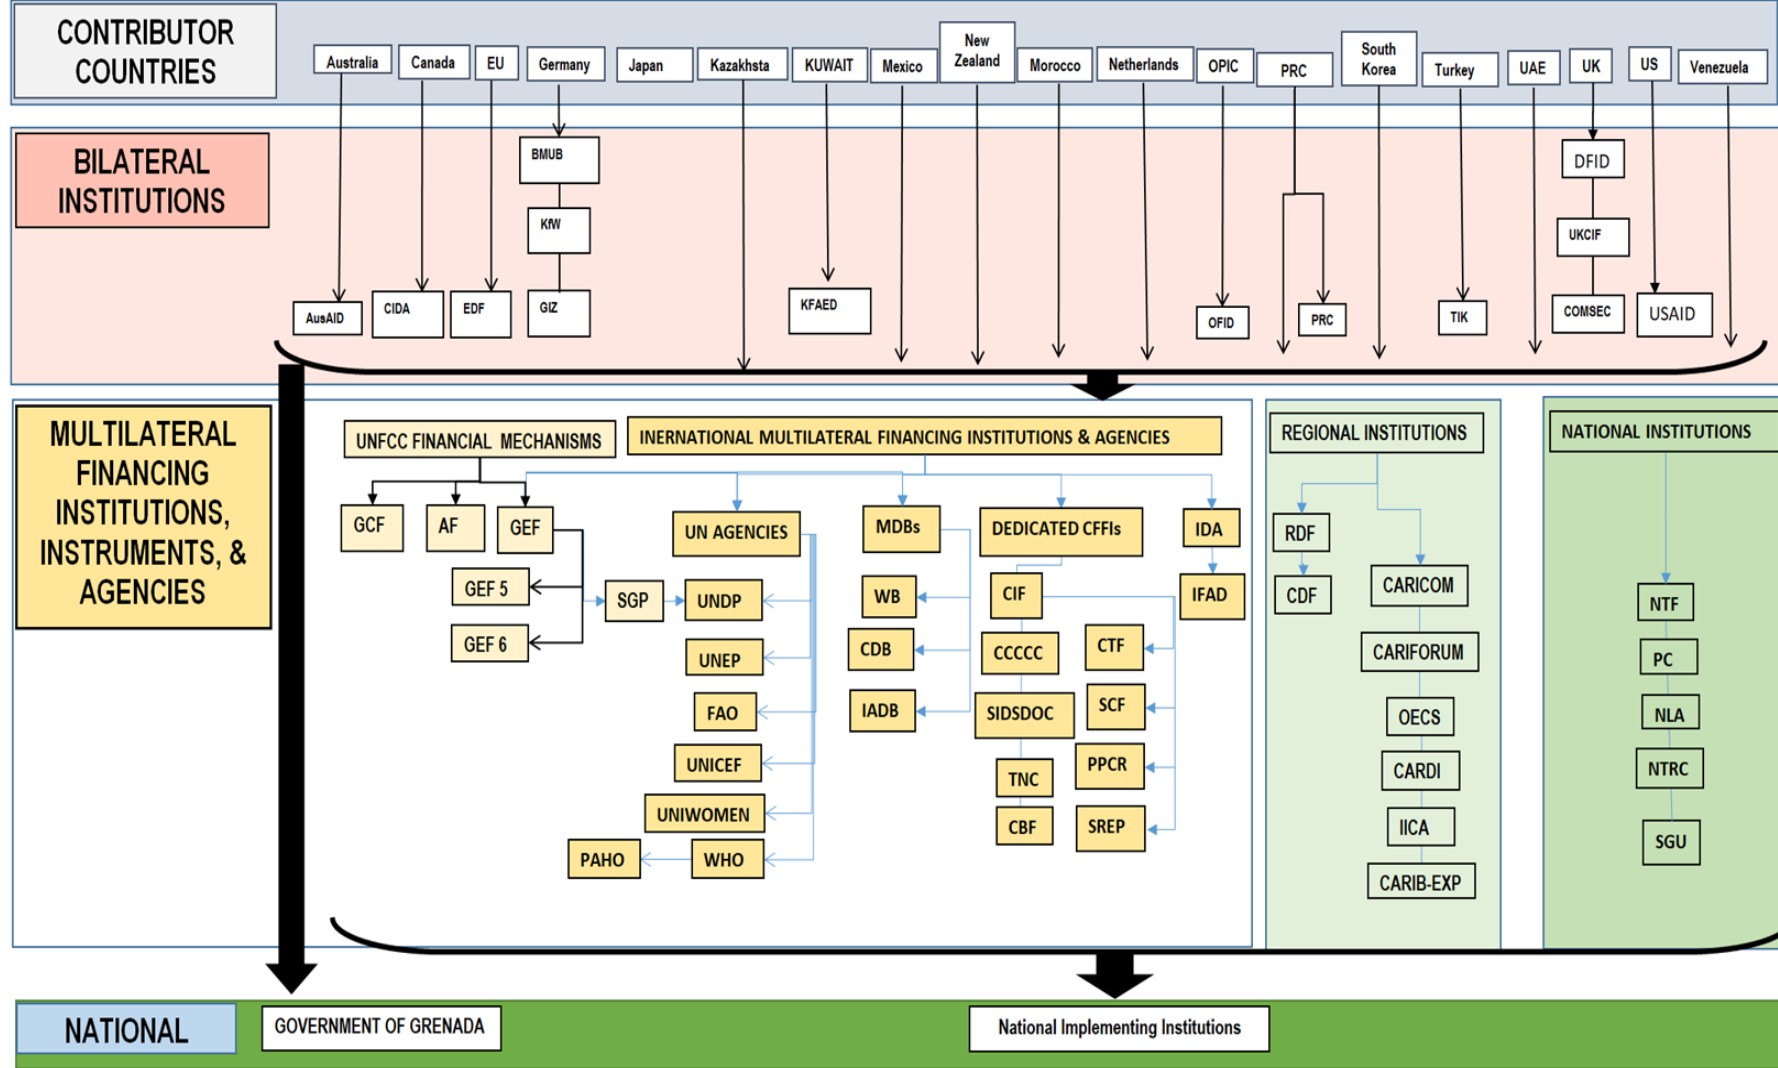 CONTRIBUTOR
COUNTRIES
Australia
Canada
EU
Germany
Japan
Kazakhsta
KUWAIT
Mexico
New
Zealand
Morocco
Netherlands
OPIC
PRC
South
Korea
Turkey
UAE
UK
US
Venezuela
BILATERAL
INSTITUTIONS
BMUB
KfW
GIZ
AusAID
CIDA
EDF
KFAED
OFID
PRC
TIK
DFID
UKCIF
COMSEC
USAID
MULTILATERAL
FINANCING
INSTITUTIONS,
INSTRUMENTS, &
AGENCIES
UNFCC FINANCIAL MECHANISMS
GCF
AF
GEF
GEF 5
GEF 6
SGP
INERNATIONAL MULTILATERAL FINANCING INSTITUTIONS & AGENCIES
UN AGENCIES
UNDP
UNEP
FAO
UNICEF
UNIWOMEN
PAHO
WHO
MDBs
WB
CDB
IADB
DEDICATED CFFIs
CIF
CCCCC
SIDSDOC
TNC
CBF
CTF
SCF
PPCR
SREP
IDA
IFAD
REGIONAL INSTITUTIONS
RDF
CDF
CARICOM
CARIFORUM
OECS
CARDI
IICA
CARIB-EXP
NATIONAL INSTITUTIONS
NTF
PC
NLA
NTRC
SGU
NATIONAL
GOVERNMENT OF GRENADA
National Implementing Institutions